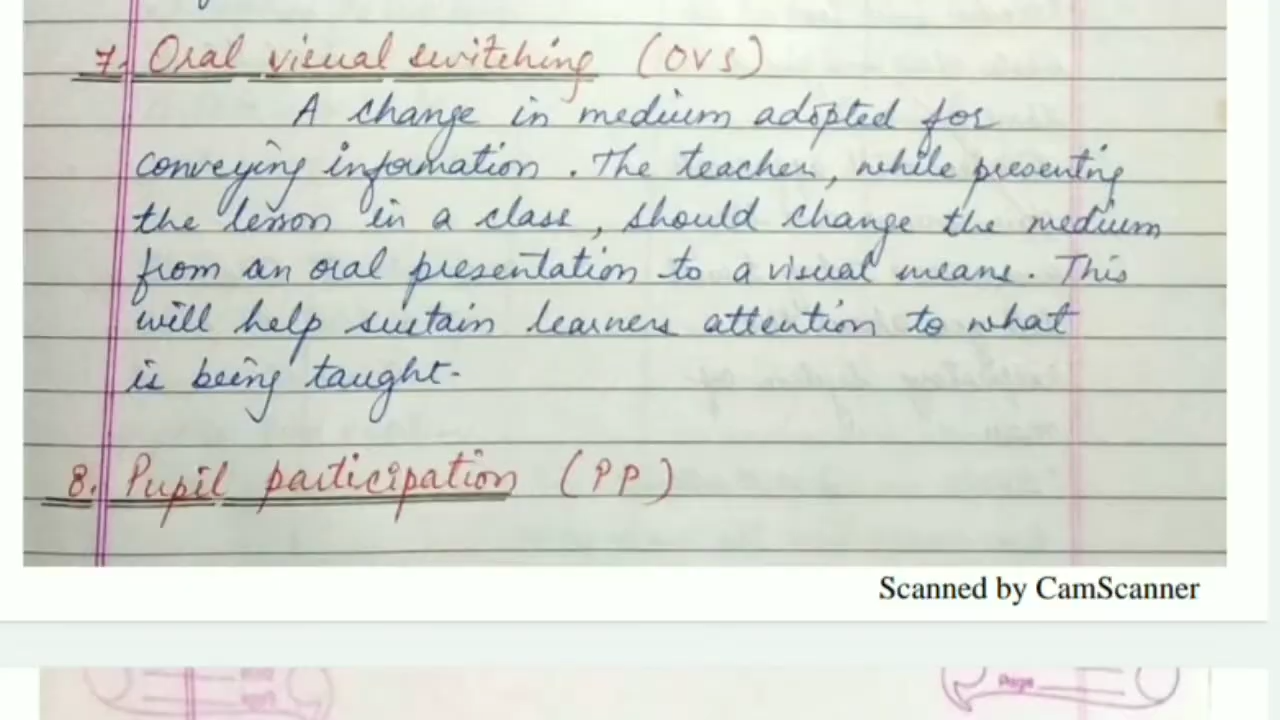 7. Oral visual switching (OVS)
A change in medium adopted for
conveying information. The teacher, while presenting
the lesson in a class, should change the medium
from an oral presentation to a visual means. This
will help sustain learners attention to what
is being taught.
8. Pupil participation (PP)
Scanned by CamScanner
Page